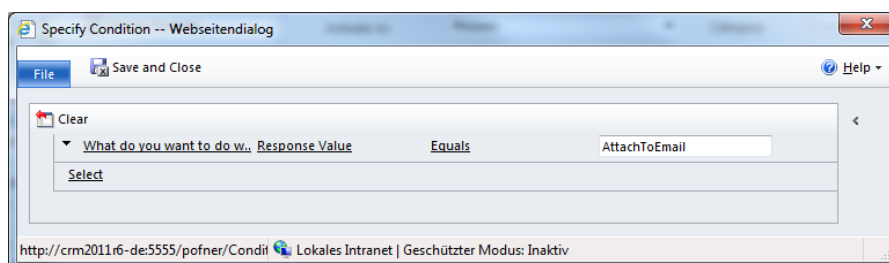 Specify Condition -- Webseitendialog
File Save and Close Help
Clear
What do you want to do w.. Response Value Equals AttachToEmail
Select
http://crm2011r6-de:5555/pofner/Condit Lokales Intranet | Geschützter Modus: Inaktiv